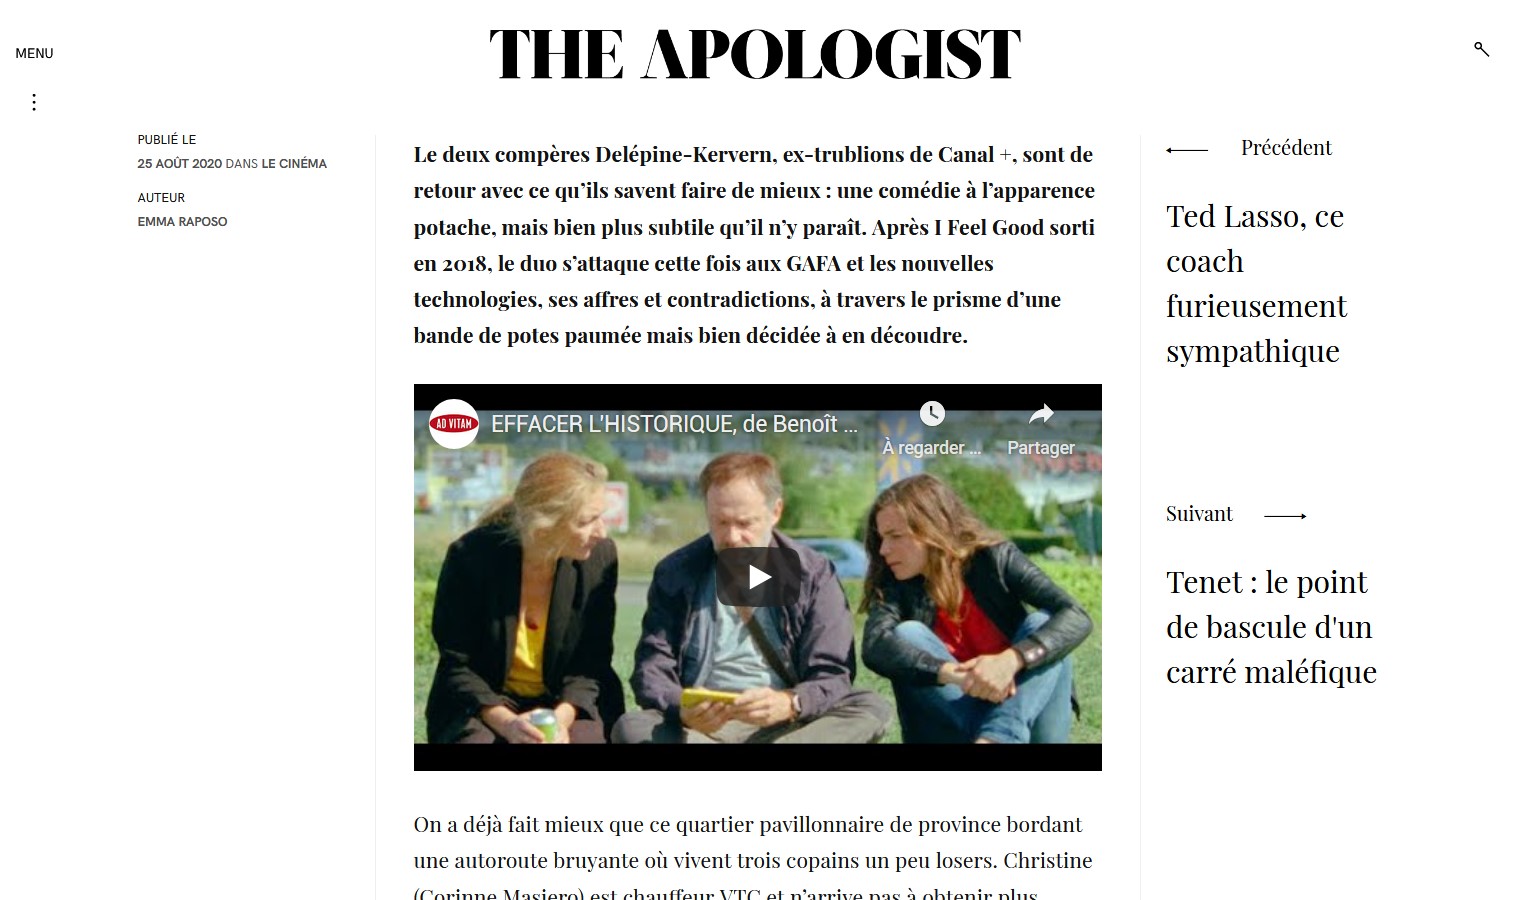 MENU
THE APOLOGIST
PUBLIÉ LE
25 AOÛT 2020 DANS LE CINÉMA
AUTEUR
EMMA RAPOSO
Le deux compères Delépine-Kervern, ex-trublions de Canal +, sont de
retour avec ce qu’ils savent faire de mieux : une comédie à l’apparence
potache, mais bien plus subtile qu’il n’y paraît. Après I Feel Good sorti
en 2018, le duo s’attaque cette fois aux GAFA et les nouvelles
technologies, ses affres et contradictions, à travers le prisme d’une
bande de potes paumée mais bien décidée à en découdre.
AD VITAM
EFFACER L'HISTORIQUE, de Benoît ...
À regarder ...
Partager
On a déjà fait mieux que ce quartier pavillonnaire de province bordant
une autoroute bruyante où vivent trois copains un peu losers. Christine
(Corinne Masiero) est chauffeur VTC et n’arrive pas à obtenir plus
Précédent
Ted Lasso, ce
coach
furieusement
sympathique
Suivant
Tenet : le point
de bascule d'un
carré maléfique